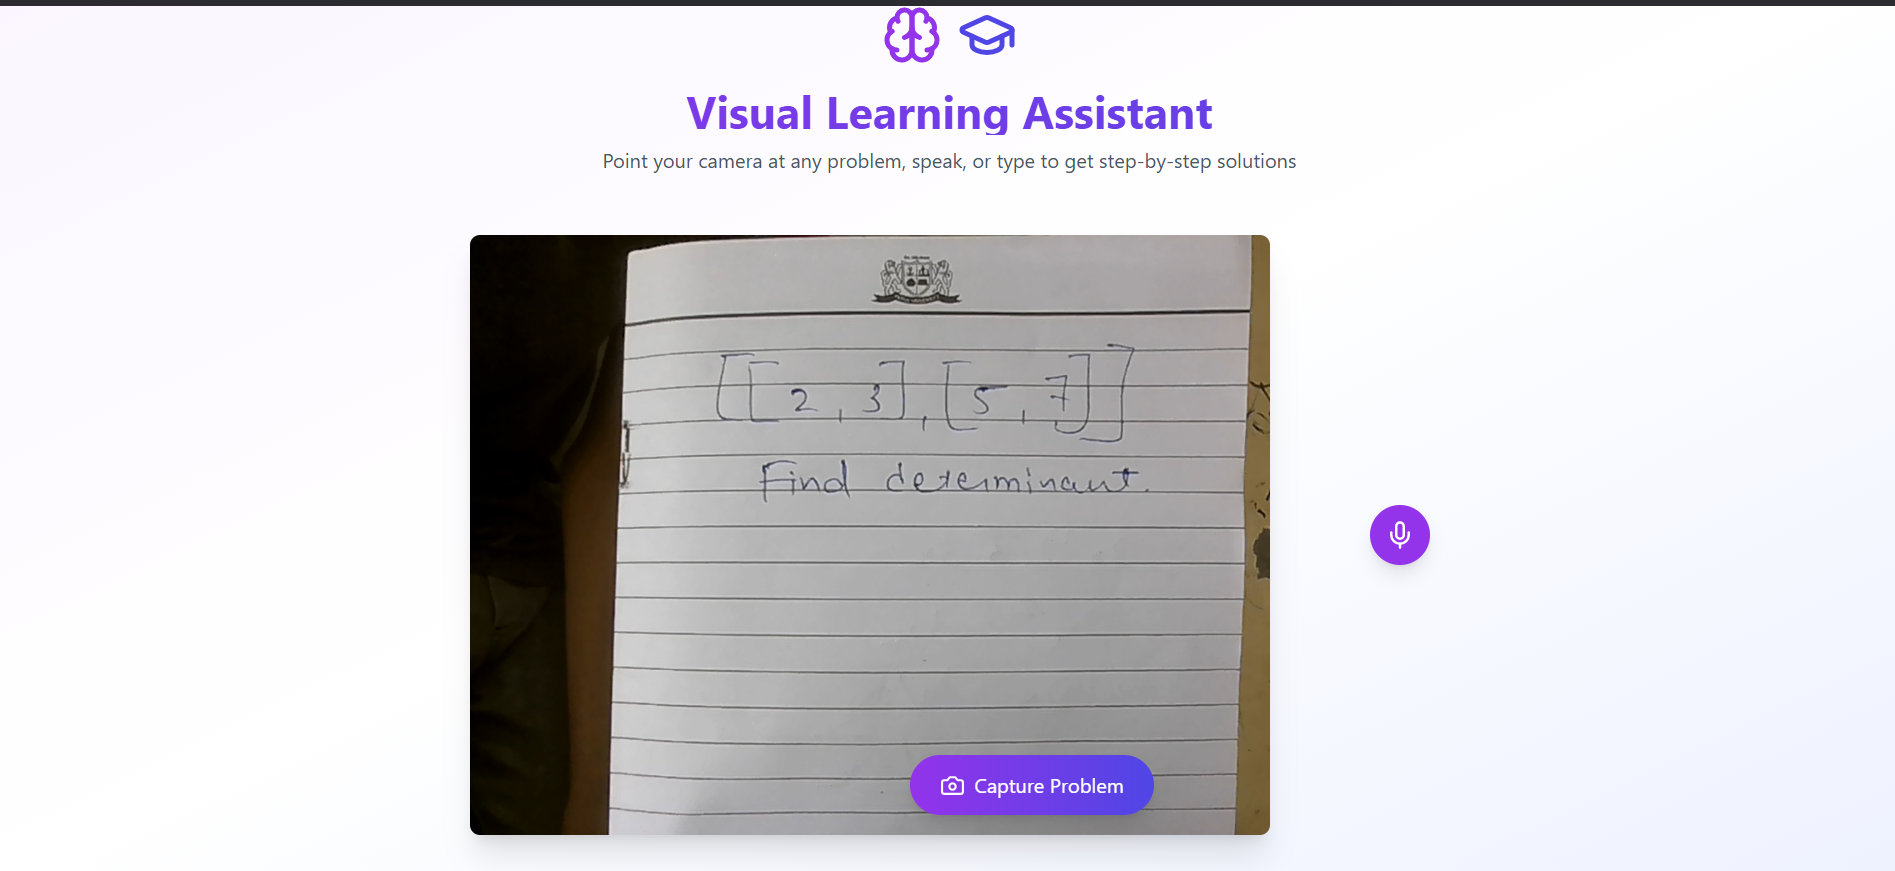 Visual Learning Assistant
Point your camera at any problem, speak, or type to get step-by-step solutions
[[2, 3], [5, 7]]
Find determinant.
Capture Problem